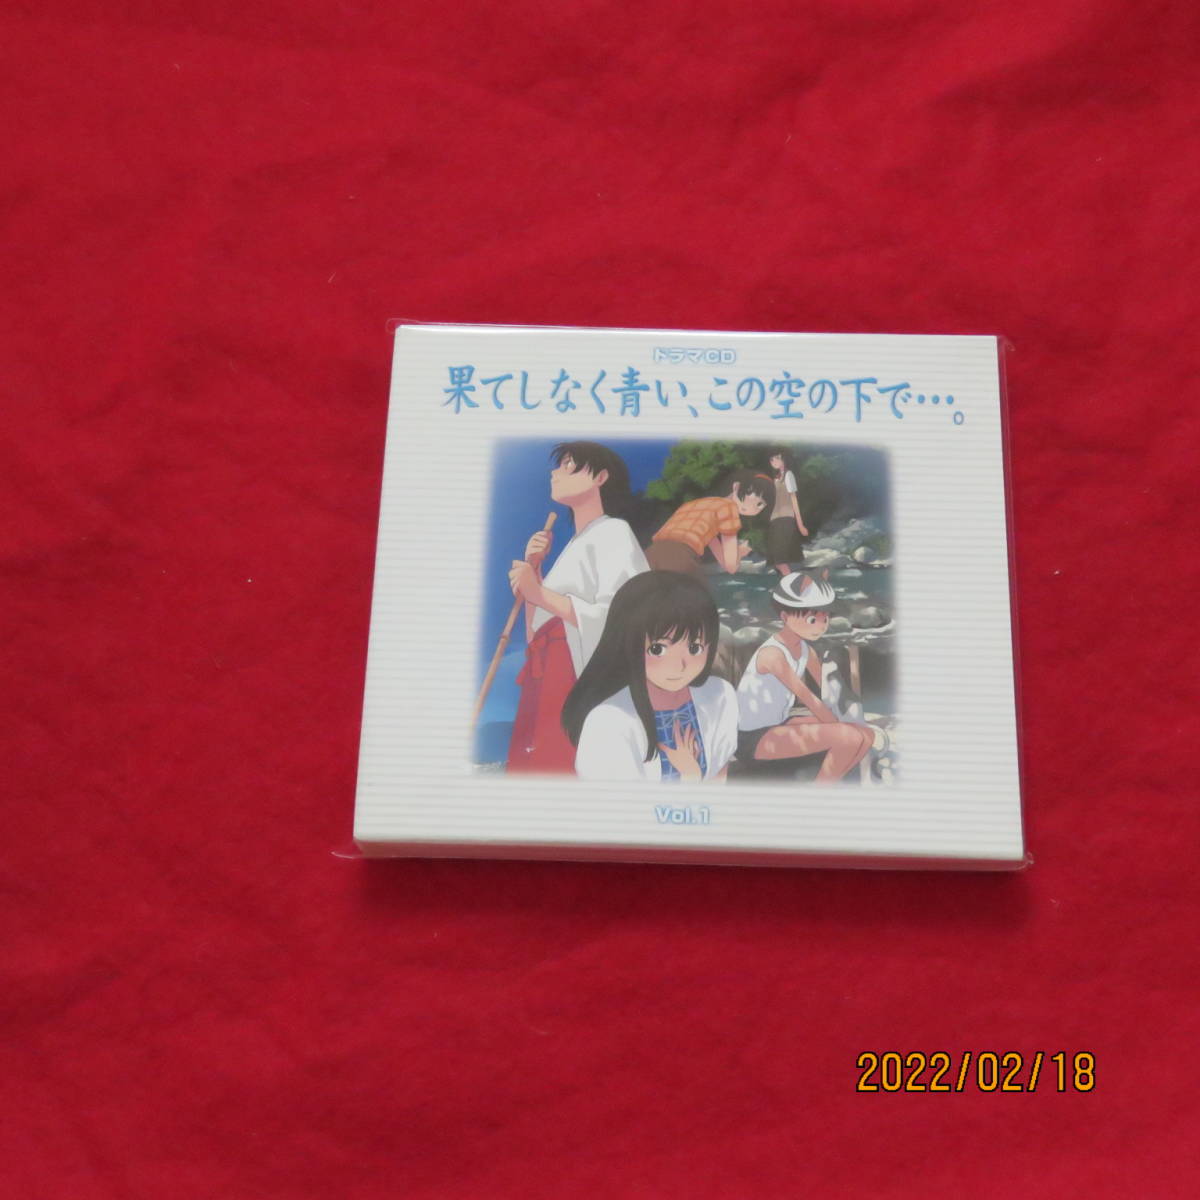 ドラマCD
果てしなく青い、この空の下で…。
Vol.1
2022/02/18